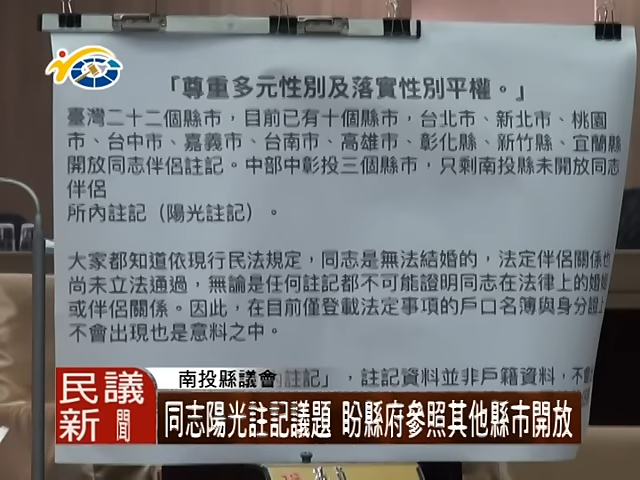 「尊重多元性別及落實性別平權。」
臺灣二十二個縣市，目前已有十個縣市，台北市、新北市、桃園
市、台中市、嘉義市、台南市、高雄市、彰化縣、新竹縣、宜蘭縣
開放同志伴侶註記。中部中彰投三個縣市，只剩南投縣未開放同志
伴侶
所內註記（陽光註記）。
大家都知道依現行民法規定，同志是無法結婚的，法定伴侶關係也
尚未立法通過，無論是任何註記都不可能證明同志在法律上的婚姻
或伴侶關係。因此，在目前僅登載法定事項的戶口名簿與身分證上
不會出現也是意料之中。
註記」，註記資料並非戶籍資料，不
南投縣議會
民議
新聞
同志陽光註記議題 盼縣府參照其他縣市開放
議員